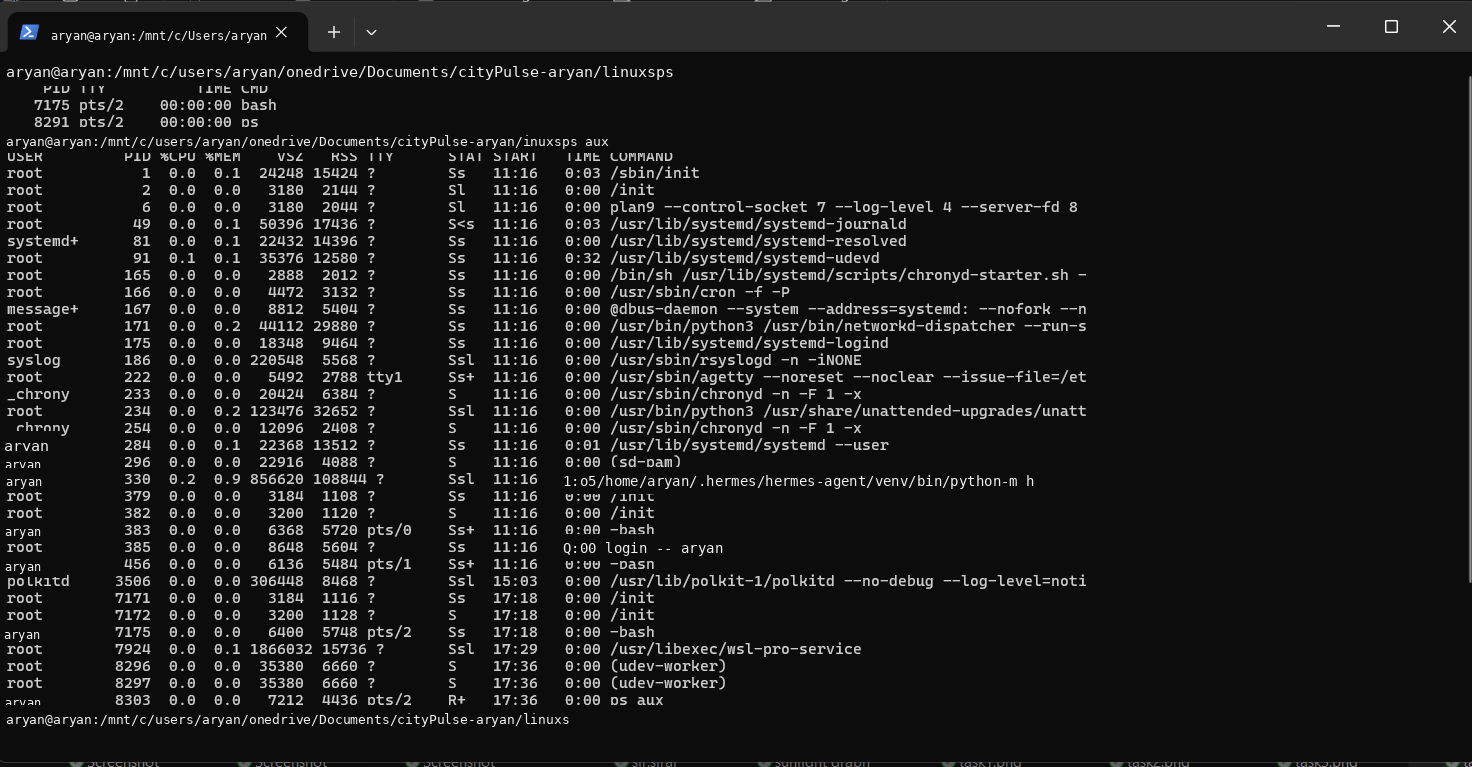 aryan@aryan:/mnt/c/Users/aryan
aryan@aryan:/mnt/c/users/aryan/onedrive/Documents/cityPulse-aryan/linuxsps
PID TTY TIME CMD
7175 pts/2 00:00:00 bash
8291 pts/2 00:00:00 ps
aryan@aryan:/mnt/c/users/aryan/onedrive/Documents/cityPulse-aryan/inuxsps aux
USER PID %CPU %MEM VSZ RSS TTY STAT START TIME COMMAND
root 1 0.0 0.1 24248 15424 ? Ss 11:16 0:03 /sbin/init
root 2 0.0 0.0 3180 2144 ? Sl 11:16 0:00 /init
root 6 0.0 0.0 3180 2044 ? Sl 11:16 0:00 plan9 --control-socket 7 --log-level 4 --server-fd 8
root 49 0.0 0.1 50396 17436 ? S<s 11:16 0:03 /usr/lib/systemd/systemd-journald
systemd+ 81 0.0 0.1 22432 14396 ? Ss 11:16 0:00 /usr/lib/systemd/systemd-resolved
root 91 0.1 0.1 35376 12580 ? Ss 11:16 0:32 /usr/lib/systemd/systemd-udevd
root 165 0.0 0.0 2888 2012 ? Ss 11:16 0:00 /bin/sh /usr/lib/systemd/scripts/chronyd-starter.sh -
root 166 0.0 0.0 4472 3132 ? Ss 11:16 0:00 /usr/sbin/cron -f -P
message+ 167 0.0 0.0 8812 5404 ? Ss 11:16 0:00 @dbus-daemon --system --address=systemd: --nofork --n
root 171 0.0 0.2 44112 29880 ? Ss 11:16 0:00 /usr/bin/python3 /usr/bin/networkd-dispatcher --run-s
root 175 0.0 0.0 18348 9464 ? Ss 11:16 0:00 /usr/lib/systemd/systemd-logind
syslog 186 0.0 0.0 220548 5568 ? Ssl 11:16 0:00 /usr/sbin/rsyslogd -n -iNONE
root 222 0.0 0.0 5492 2788 tty1 Ss+ 11:16 0:00 /usr/sbin/agetty --noreset --noclear --issue-file=/et
_chrony 233 0.0 0.0 20424 6384 ? S 11:16 0:00 /usr/sbin/chronyd -n -F 1 -x
root 234 0.0 0.2 123476 32652 ? Ssl 11:16 0:00 /usr/bin/python3 /usr/share/unattended-upgrades/unatt
_chrony 254 0.0 0.0 12096 2408 ? S 11:16 0:00 /usr/sbin/chronyd -n -F 1 -x
aryan 284 0.0 0.1 22368 13512 ? Ss 11:16 0:01 /usr/lib/systemd/systemd --user
aryan 296 0.0 0.0 22916 4088 ? S 11:16 0:00 (sd-pam)
aryan 330 0.2 0.9 856620 108844 ? Ssl 11:16 1:o5/home/aryan/.hermes/hermes-agent/venv/bin/python-m h
root 379 0.0 0.0 3184 1108 ? Ss 11:16 0:00 /init
root 382 0.0 0.0 3200 1120 ? S 11:16 0:00 /init
aryan 383 0.0 0.0 6368 5720 pts/0 Ss+ 11:16 0:00 -bash
root 385 0.0 0.0 8648 5604 ? Ss 11:16 Q:00 login -- aryan
aryan 456 0.0 0.0 6136 5484 pts/1 Ss+ 11:16 0:00 -bash
polkitd 3506 0.0 0.0 306448 8468 ? Ssl 15:03 0:00 /usr/lib/polkit-1/polkitd --no-debug --log-level=noti
root 7171 0.0 0.0 3184 1116 ? Ss 17:18 0:00 /init
root 7172 0.0 0.0 3200 1128 ? S 17:18 0:00 /init
aryan 7175 0.0 0.0 6400 5748 pts/2 Ss 17:18 0:00 -bash
root 7924 0.0 0.1 1866032 15736 ? Ssl 17:29 0:00 /usr/libexec/wsl-pro-service
root 8296 0.0 0.0 35380 6660 ? S 17:36 0:00 (udev-worker)
root 8297 0.0 0.0 35380 6660 ? S 17:36 0:00 (udev-worker)
aryan 8303 0.0 0.0 7212 4436 pts/2 R+ 17:36 0:00 ps aux
aryan@aryan:/mnt/c/users/aryan/onedrive/Documents/cityPulse-aryan/linuxs
Screenshot Screenshot Screenshot sunlight graph task1.png task2.png task3.png